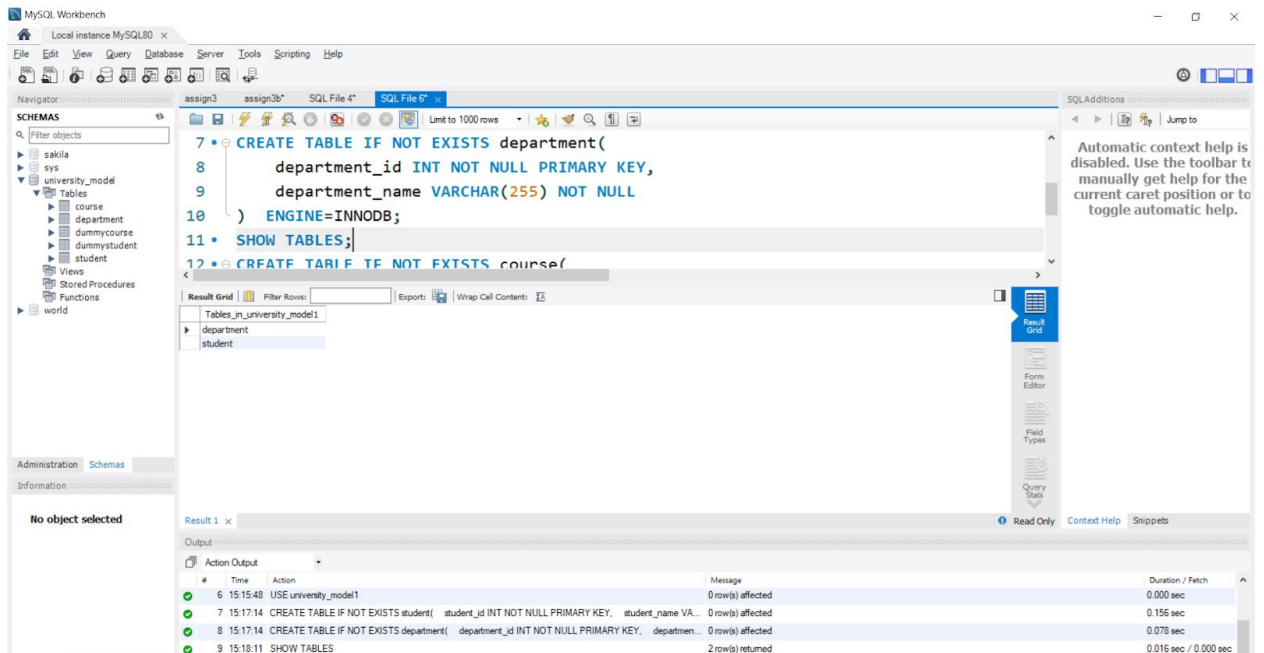 MySQL Workbench
Local instance MySQL80
File Edit View Query Database Server Tools Scripting Help
Navigator
SCHEMAS
Filter objects
sakila
sys
university_model
Tables
course
department
dummycourse
dummystudent
student
Views
Stored Procedures
Functions
world
Administration Schemas
Information
No object selected
assign3 assign3b* SQL File 4* SQL File 6*
Limit to 1000 rows
7 CREATE TABLE IF NOT EXISTS department(
8 department_id INT NOT NULL PRIMARY KEY,
9 department_name VARCHAR(255) NOT NULL
10 ) ENGINE=INNODB;
11 SHOW TABLES;
12 CREATE TABLE IF NOT EXISTS course(
Result Grid Filter Rows: Export: Wrap Cell Content:
Tables_in_university_model1
department
student
Result
Grid
Form
Editor
Field
Types
Query
Stats
Result 1 Read Only
SQLAdditions
Jump to
Automatic context help is
disabled. Use the toolbar to
manually get help for the
current caret position or to
toggle automatic help.
Context Help Snippets
Output
Action Output
# Time Action Message Duration / Fetch
6 15:15:48 USE university_model1 0 row(s) affected 0.000 sec
7 15:17:14 CREATE TABLE IF NOT EXISTS student( student_id INT NOT NULL PRIMARY KEY, student_name VA... 0 row(s) affected 0.156 sec
8 15:17:14 CREATE TABLE IF NOT EXISTS department( department_id INT NOT NULL PRIMARY KEY, departmen... 0 row(s) affected 0.078 sec
9 15:18:11 SHOW TABLES 2 row(s) returned 0.016 sec / 0.000 sec